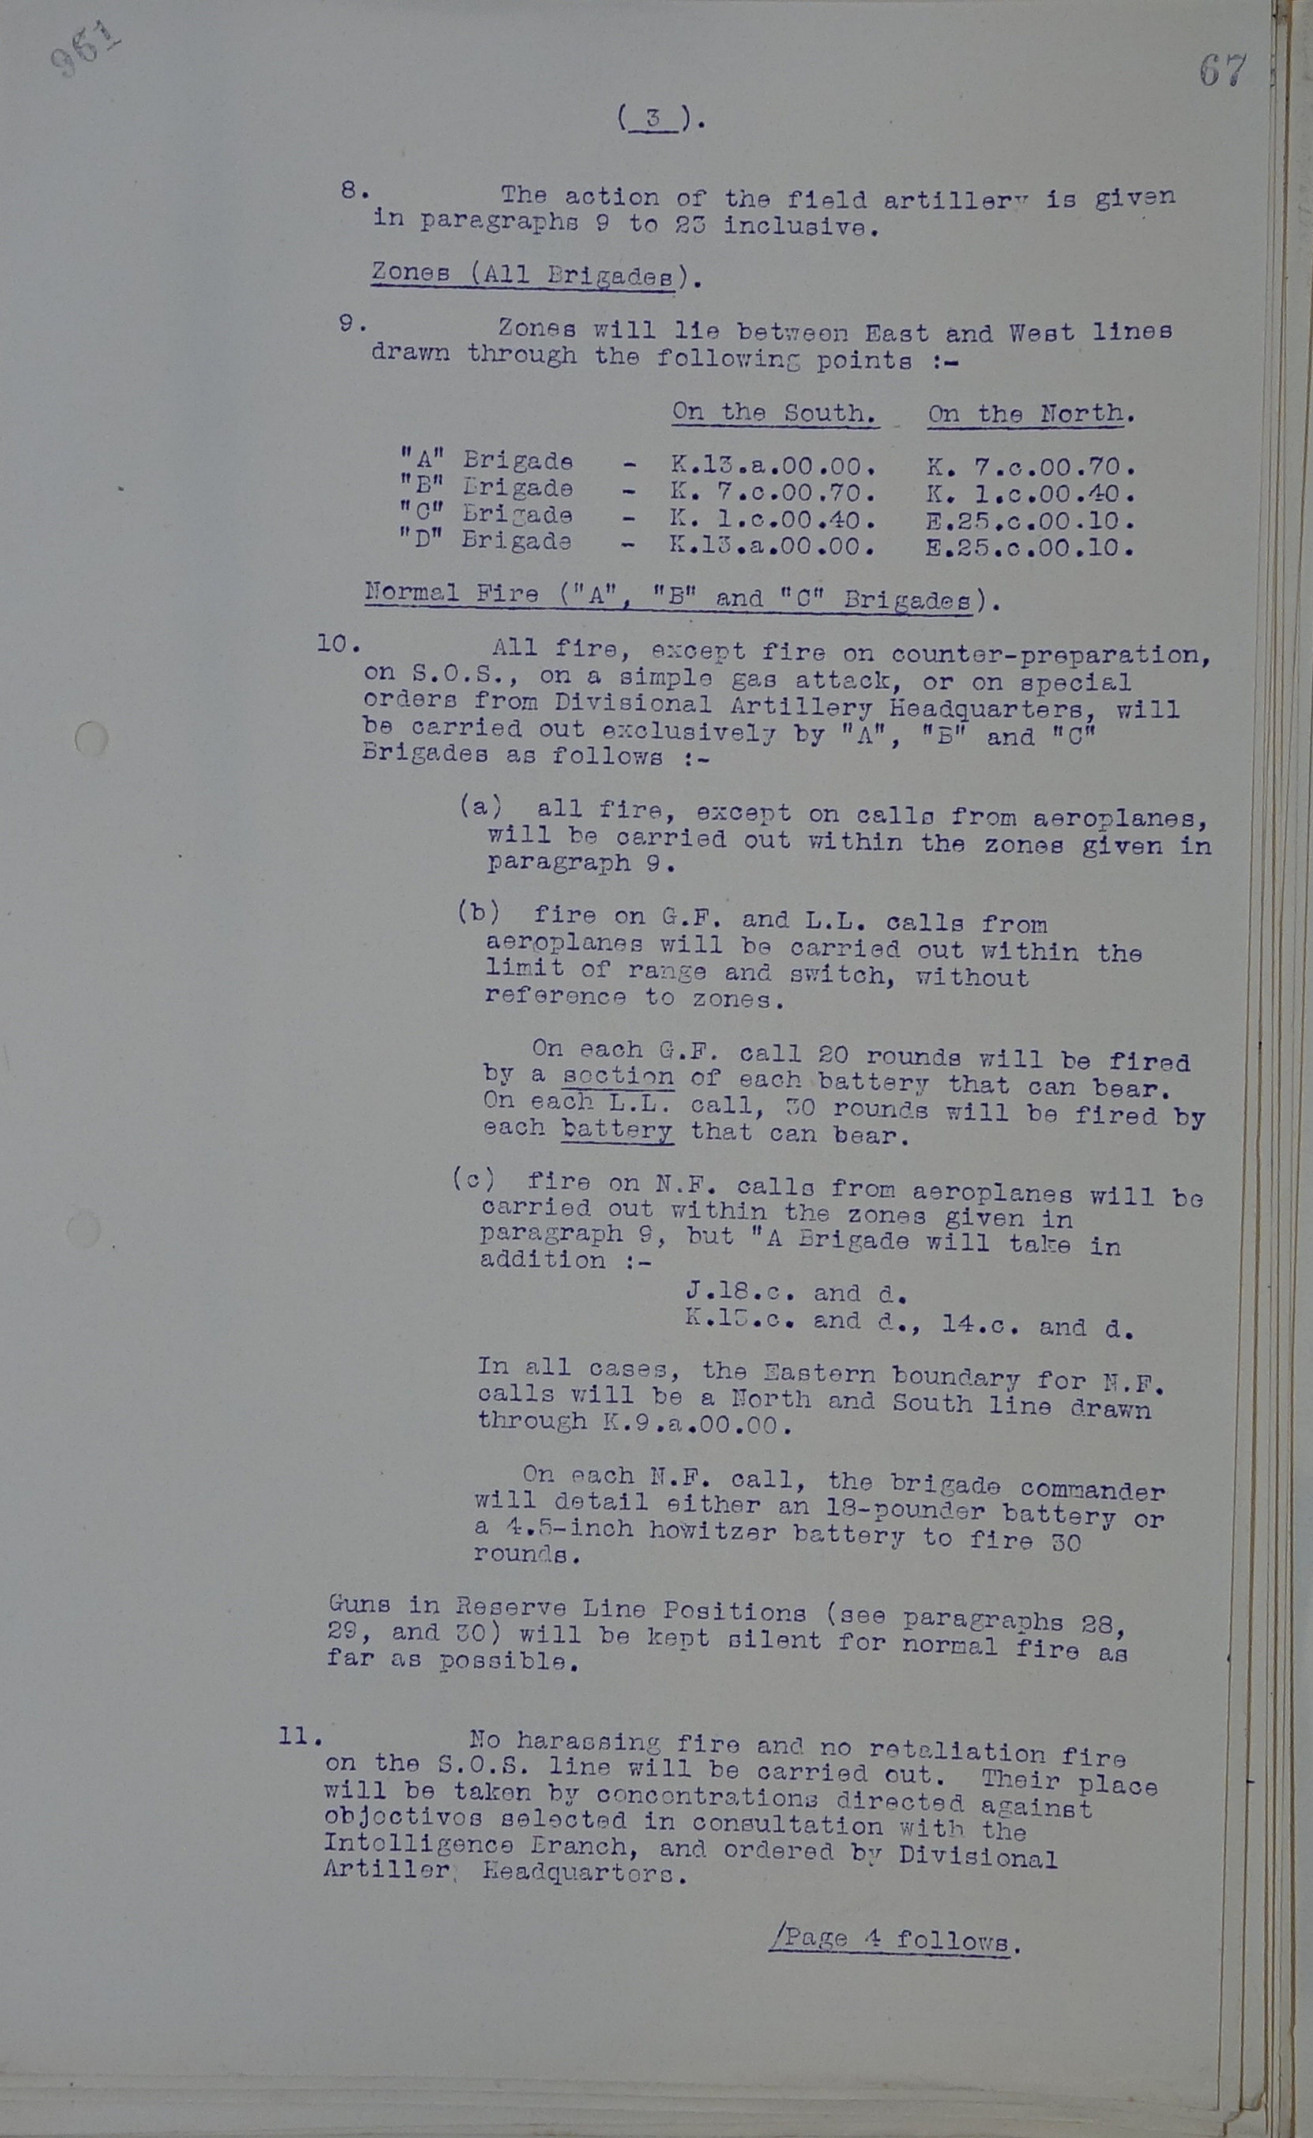 961
67
( 3 ).
8. The action of the field artillery is given
in paragraphs 9 to 23 inclusive.
Zones (All Brigades).
9. Zones will lie between East and West lines
drawn through the following points :-
On the South. On the North.
"A" Brigade - K.13.a.00.00. K. 7.c.00.70.
"B" Brigade - K. 7.c.00.70. K. 1.c.00.40.
"C" Brigade - K. 1.c.00.40. E.25.c.00.10.
"D" Brigade - K.13.a.00.00. E.25.c.00.10.
Normal Fire ("A", "B" and "C" Brigades).
10. All fire, except fire on counter-preparation,
on S.O.S., on a simple gas attack, or on special
orders from Divisional Artillery Headquarters, will
be carried out exclusively by "A", "B" and "C"
Brigades as follows :-
(a) all fire, except on calls from aeroplanes,
will be carried out within the zones given in
paragraph 9.
(b) fire on G.F. and L.L. calls from
aeroplanes will be carried out within the
limit of range and switch, without
reference to zones.
On each G.F. call 20 rounds will be fired
by a section of each battery that can bear.
On each L.L. call, 30 rounds will be fired by
each battery that can bear.
(c) fire on N.F. calls from aeroplanes will be
carried out within the zones given in
paragraph 9, but "A Brigade will take in
addition :-
J.18.c. and d.
K.13.c. and d., 14.c. and d.
In all cases, the Eastern boundary for N.F.
calls will be a North and South line drawn
through K.9.a.00.00.
On each N.F. call, the brigade commander
will detail either an 18-pounder battery or
a 4.5-inch howitzer battery to fire 30
rounds.
Guns in Reserve Line Positions (see paragraphs 28,
29, and 30) will be kept silent for normal fire as
far as possible.
11. No harassing fire and no retaliation fire
on the S.O.S. line will be carried out. Their place
will be taken by concentrations directed against
objectives selected in consultation with the
Intelligence Branch, and ordered by Divisional
Artillery Headquarters.
/Page 4 follows.